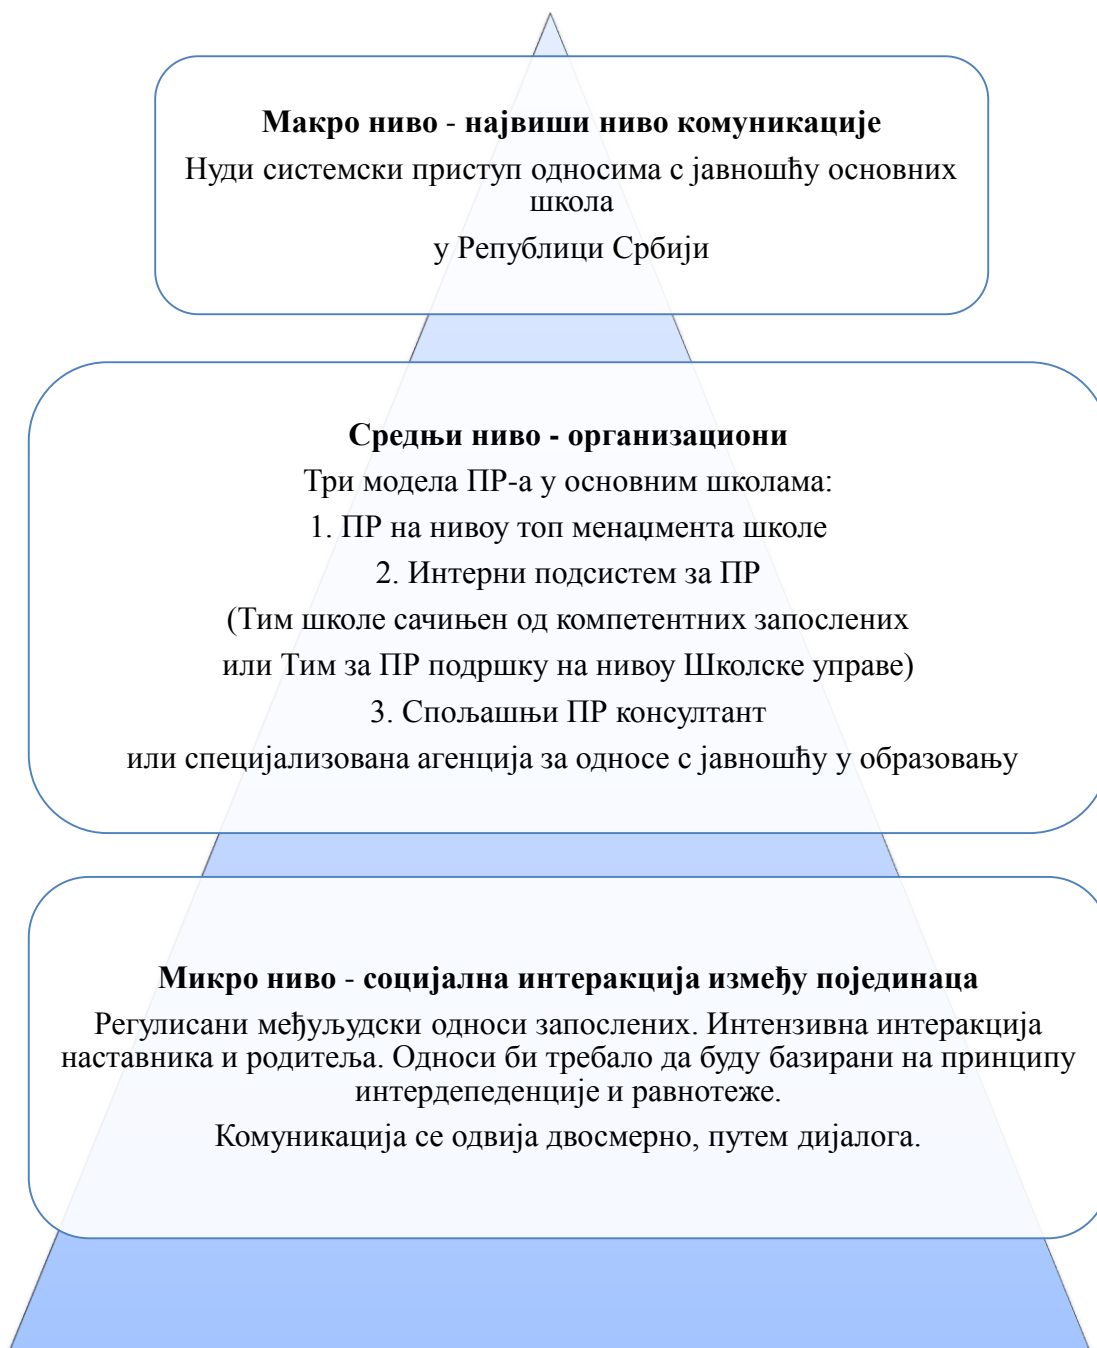 Макро ниво - највиши ниво комуникације
Нуди системски приступ односима с јавношћу основних
школа
у Републици Србији
Средњи ниво - организациони
Три модела ПР-а у основним школама:
1. ПР на нивоу топ менаџмента школе
2. Интерни подсистем за ПР
(Тим школе сачињен од компетентних запослених
или Тим за ПР подршку на нивоу Школске управе)
3. Спољашњи ПР консултант
или специјализована агенција за односе с јавношћу у образовању
Микро ниво - социјална интеракција између појединаца
Регулисани међуљудски односи запослених. Интензивна интеракција
наставника и родитеља. Односи би требало да буду базирани на принципу
интердепеденције и равнотеже.
Комуникација се одвија двосмерно, путем дијалога.